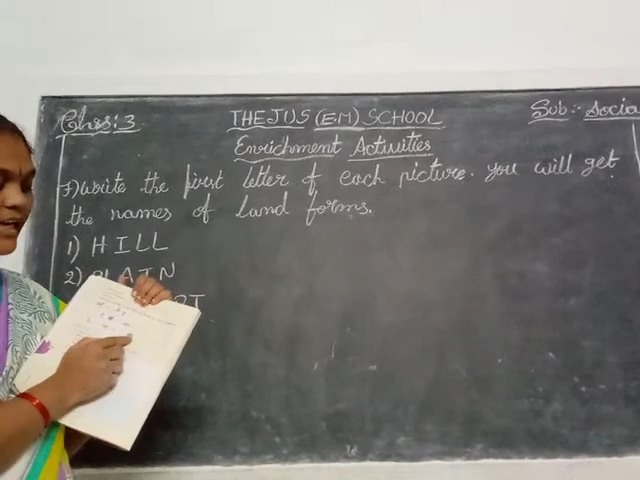 Class: 3
THEJUS (EM) SCHOOL
Sub:- Socia
Enrichment Activities
I) Write the first letter of each picture. You will get
the names of land forms.
1) HILL
2) PLAIN